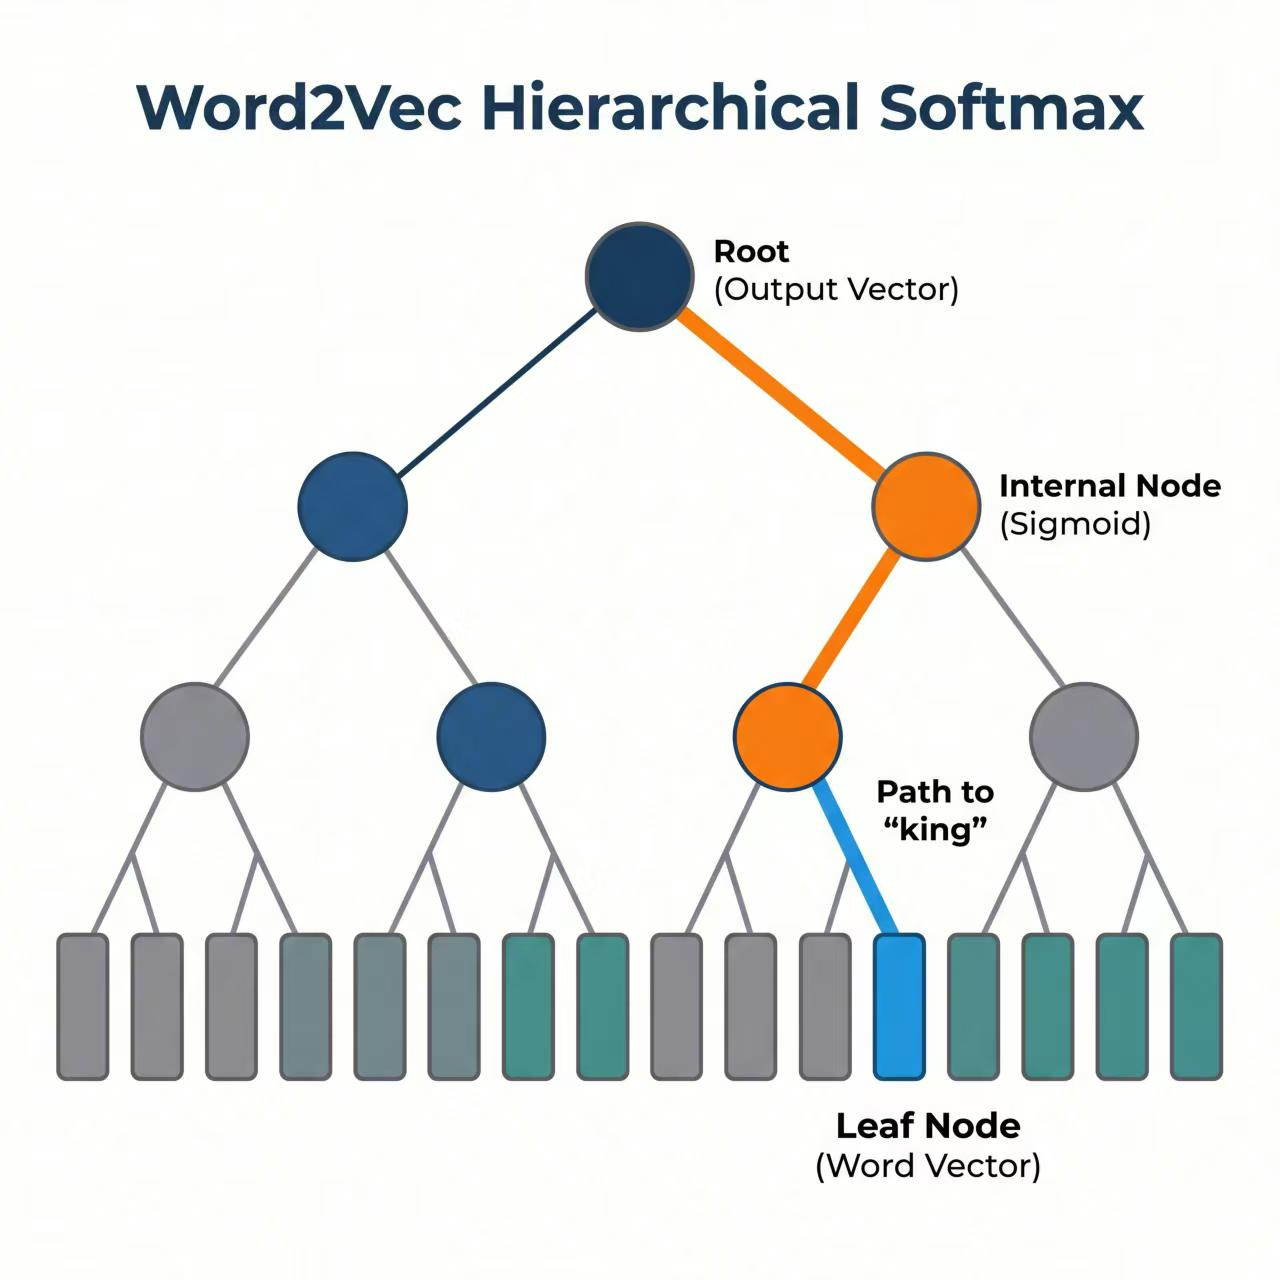 Word2Vec Hierarchical Softmax
Root
(Output Vector)
Internal Node
(Sigmoid)
Path to
“king”
Leaf Node
(Word Vector)